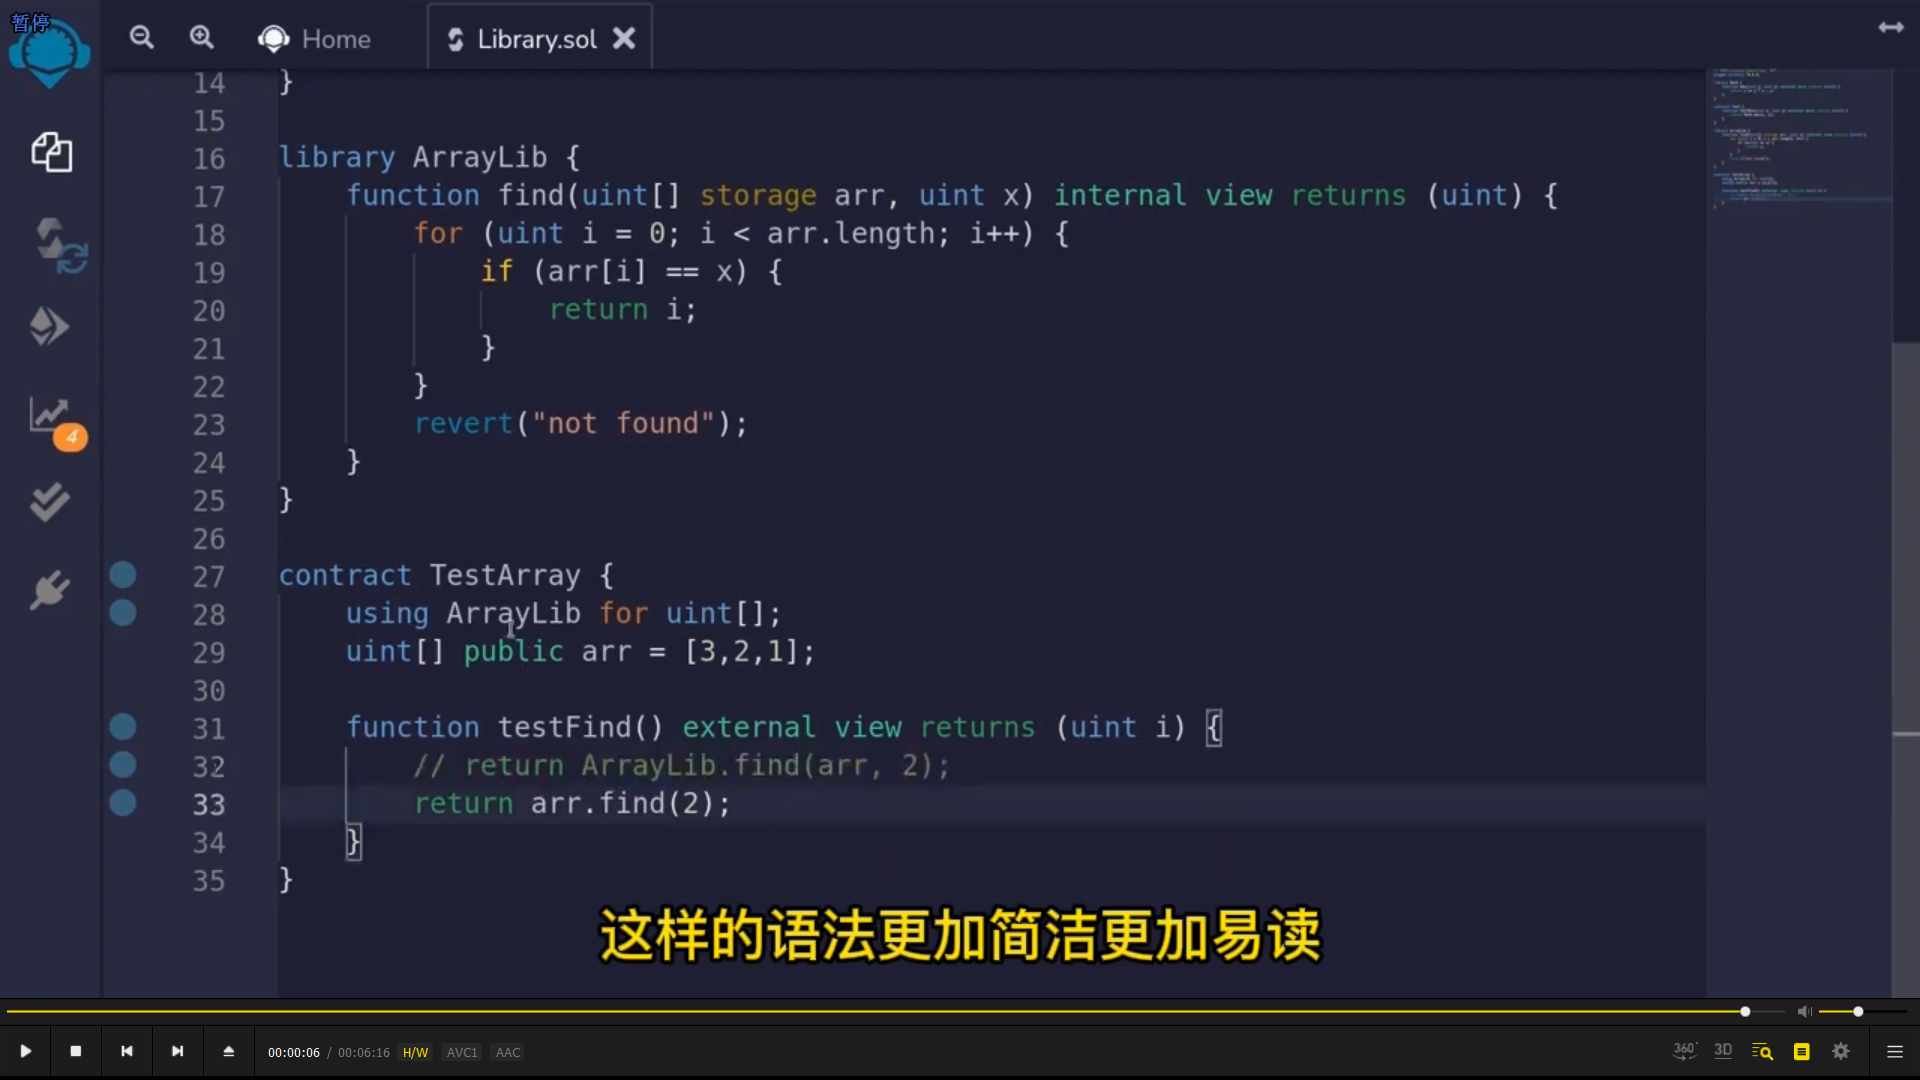 暂停
Home
Library.sol
14 }
15
16 library ArrayLib {
17 function find(uint[] storage arr, uint x) internal view returns (uint) {
18 for (uint i = 0; i < arr.length; i++) {
19 if (arr[i] == x) {
20 return i;
21 }
22 }
23 revert("not found");
24 }
25 }
26
27 contract TestArray {
28 using ArrayLib for uint[];
29 uint[] public arr = [3,2,1];
30
31 function testFind() external view returns (uint i) {
32 // return ArrayLib.find(arr, 2);
33 return arr.find(2);
34 }
35 }
4
这样的语法更加简洁更加易读
00:00:06 / 00:06:16 H/W AVC1 AAC
360° 3D